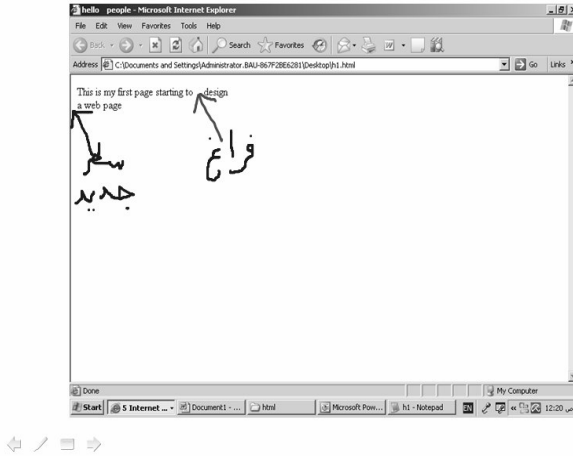 hello people - Microsoft Internet Explorer
File Edit View Favorites Tools Help
Back Search Favorites
Address C:\Documents and Settings\Administrator.BAU-867F2BE6281\Desktop\h1.html Go Links
This is my first page starting to design
a web page
فراغ
سطر
جديد
Done My Computer
Start 5 Internet ... Document1 - ... html Microsoft Pow... h1 - Notepad EN 12:20 ص